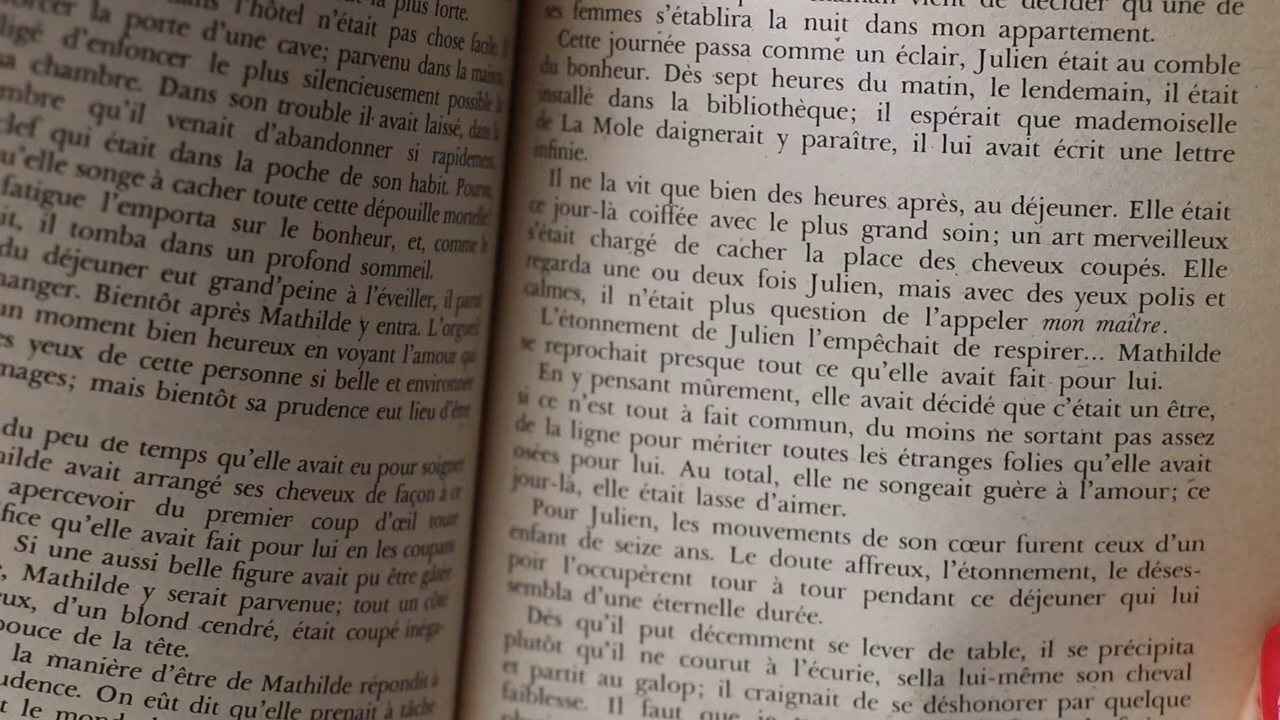 la plus forte.
dans l'hôtel n'était pas chose facile. Il
forcer la porte d'une cave; parvenu dans la maison
ligé d'enfoncer le plus silencieusement possible
a chambre. Dans son trouble il avait laissé, dans
mbre qu'il venait d'abandonner si rapidement
clef qui était dans la poche de son habit. Pourvu,
u'elle songe à cacher toute cette dépouille mortelle
fatigue l'emporta sur le bonheur, et, comme le
it, il tomba dans un profond sommeil.
du déjeuner eut grand'peine à l'éveiller, il parut
anger. Bientôt après Mathilde y entra. L'orgueil
un moment bien heureux en voyant l'amour qui
es yeux de cette personne si belle et environnée
mages; mais bientôt sa prudence eut lieu d'être
du peu de temps qu'elle avait eu pour soigner
hilde avait arrangé ses cheveux de façon à ce
apercevoir du premier coup d'œil toute
fice qu'elle avait fait pour lui en les coupant
Si une aussi belle figure avait pu être gâtée
, Mathilde y serait parvenue; tout un côté
ux, d'un blond cendré, était coupé inéga-
pouce de la tête.
la manière d'être de Mathilde répondit à
udence. On eût dit qu'elle prenait à tâche
t le mond
vient de décider qu'une de
ses femmes s'établira la nuit dans mon appartement.
Cette journée passa comme un éclair, Julien était au comble
du bonheur. Dès sept heures du matin, le lendemain, il était
installé dans la bibliothèque; il espérait que mademoiselle
de La Mole daignerait y paraître, il lui avait écrit une lettre
infinie.
Il ne la vit que bien des heures après, au déjeuner. Elle était
ce jour-là coiffée avec le plus grand soin; un art merveilleux
s'était chargé de cacher la place des cheveux coupés. Elle
regarda une ou deux fois Julien, mais avec des yeux polis et
calmes, il n'était plus question de l'appeler mon maître.
L'étonnement de Julien l'empêchait de respirer... Mathilde
se reprochait presque tout ce qu'elle avait fait pour lui.
En y pensant mûrement, elle avait décidé que c'était un être,
si ce n'est tout à fait commun, du moins ne sortant pas assez
de la ligne pour mériter toutes les étranges folies qu'elle avait
osées pour lui. Au total, elle ne songeait guère à l'amour; ce
jour-là, elle était lasse d'aimer.
Pour Julien, les mouvements de son cœur furent ceux d'un
enfant de seize ans. Le doute affreux, l'étonnement, le déses-
poir l'occupèrent tour à tour pendant ce déjeuner qui lui
sembla d'une éternelle durée.
Dès qu'il put décemment se lever de table, il se précipita
plutôt qu'il ne courut à l'écurie, sella lui-même son cheval
et partit au galop; il craignait de se déshonorer par quelque
faiblesse. Il faut que je